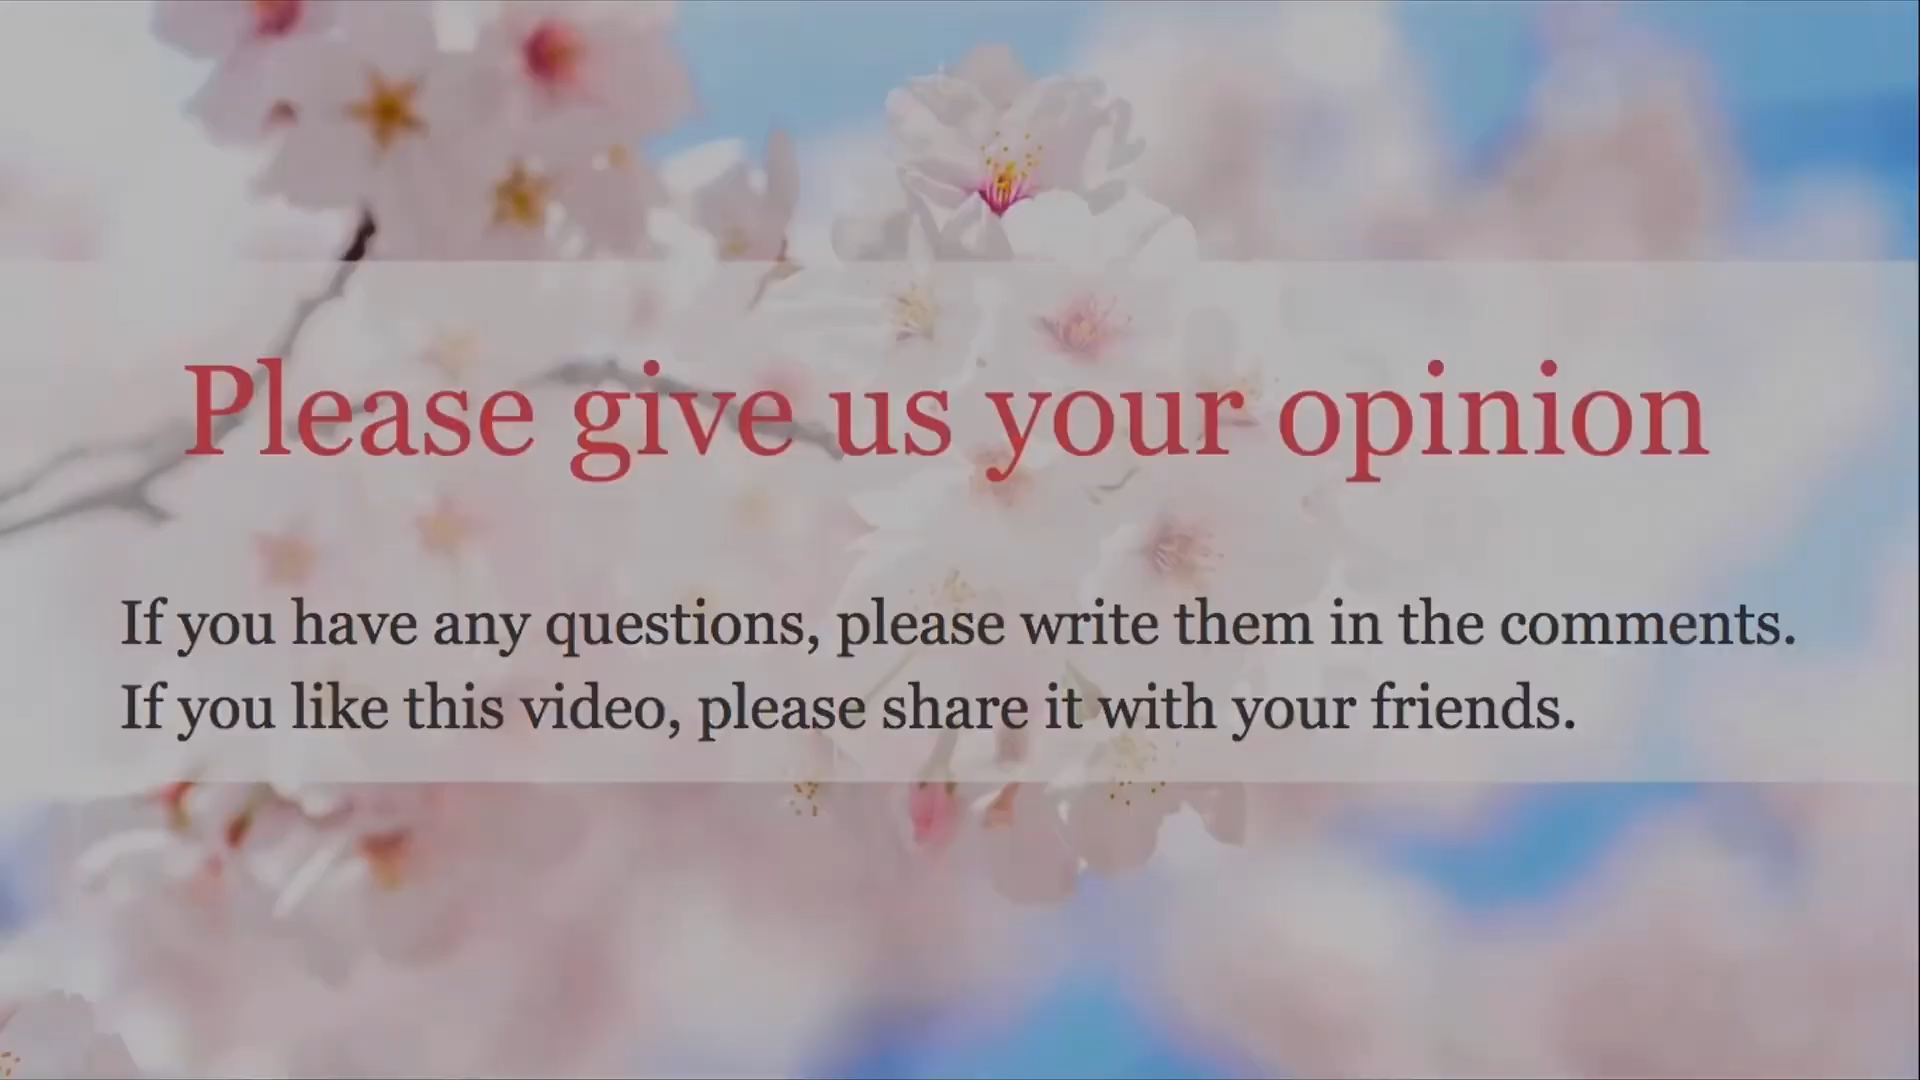 Please give us your opinion
If you have any questions, please write them in the comments.
If you like this video, please share it with your friends.